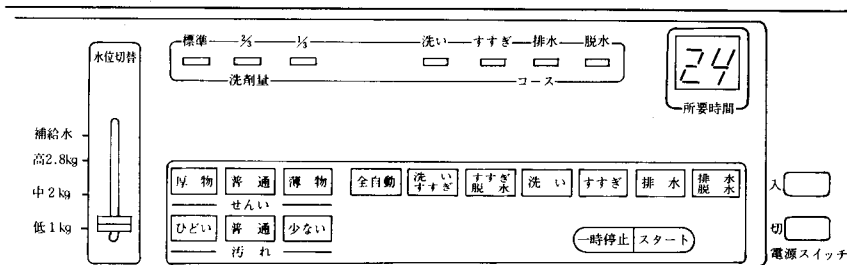 水位切替
補給水
高2.8kg
中2kg
低1kg
標準 2/3 1/3
洗剤量
洗い すすぎ 排水 脱水
コース
24
所要時間
厚物 普通 薄物
せんい
ひどい 普通 少ない
汚れ
全自動
洗い
すすぎ
すすぎ
脱水
洗い
すすぎ
排水
排水
脱水
一時停止 スタート
入
切
電源スイッチ